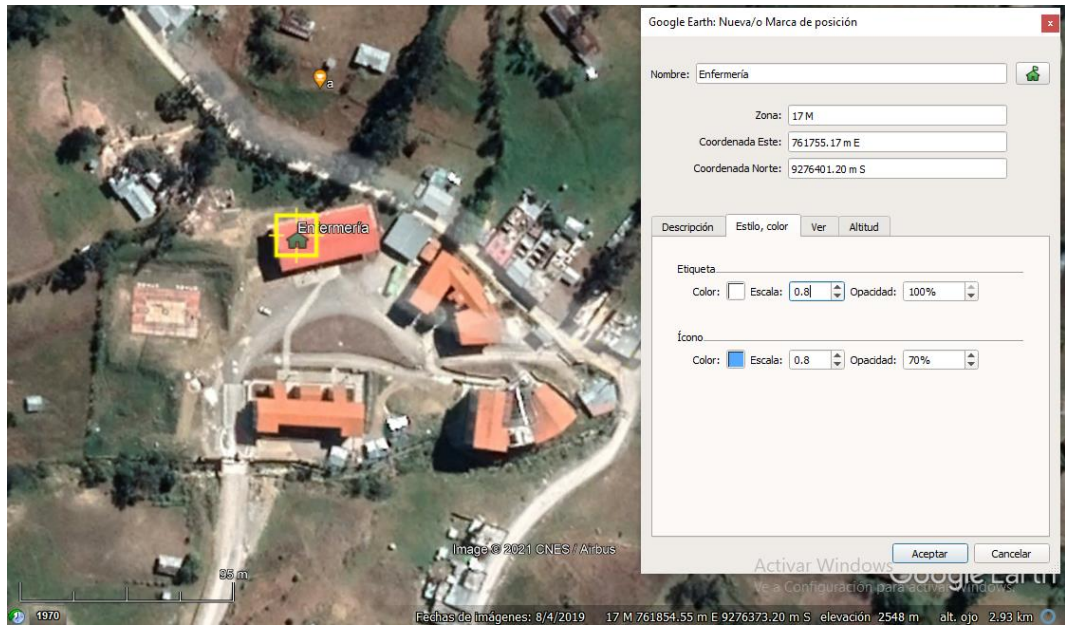 Google Earth: Nueva/o Marca de posición
x
Nombre: Enfermería
Zona: 17 M
Coordenada Este: 761755.17 m E
Coordenada Norte: 9276401.20 m S
Descripción Estilo, color Ver Altitud
Etiqueta
Color: Escala: 0.8 Opacidad: 100%
Ícono
Color: Escala: 0.8 Opacidad: 70%
Aceptar Cancelar
a
Enfermería
Image © 2021 CNES / Airbus
Activar Windows
Ve a Configuración para activar Windows.
Google Earth
95 m
1970
Fechas de imágenes: 8/4/2019 17 M 761854.55 m E 9276373.20 m S elevación 2548 m alt. ojo 2.93 km